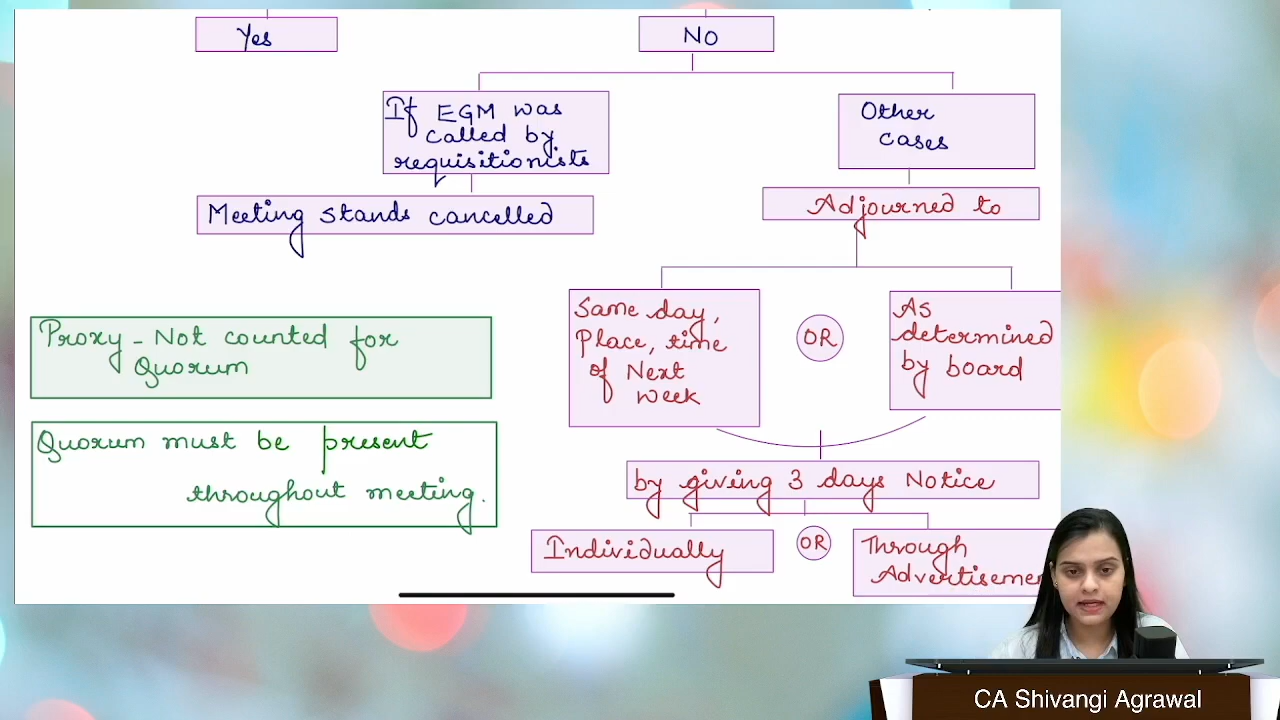 Yes
NO
If EGM was
called by
requisitionists
Other
cases
Meeting stands cancelled
Adjourned to
Same day,
Place, time
of Next
week
OR
As
determined
by board
Proxy - Not counted for
Quorum
Quorum must be present
throughout meeting.
by giving 3 days Notice
Individually
OR
Through
Advertisemen
CA Shivangi Agrawal